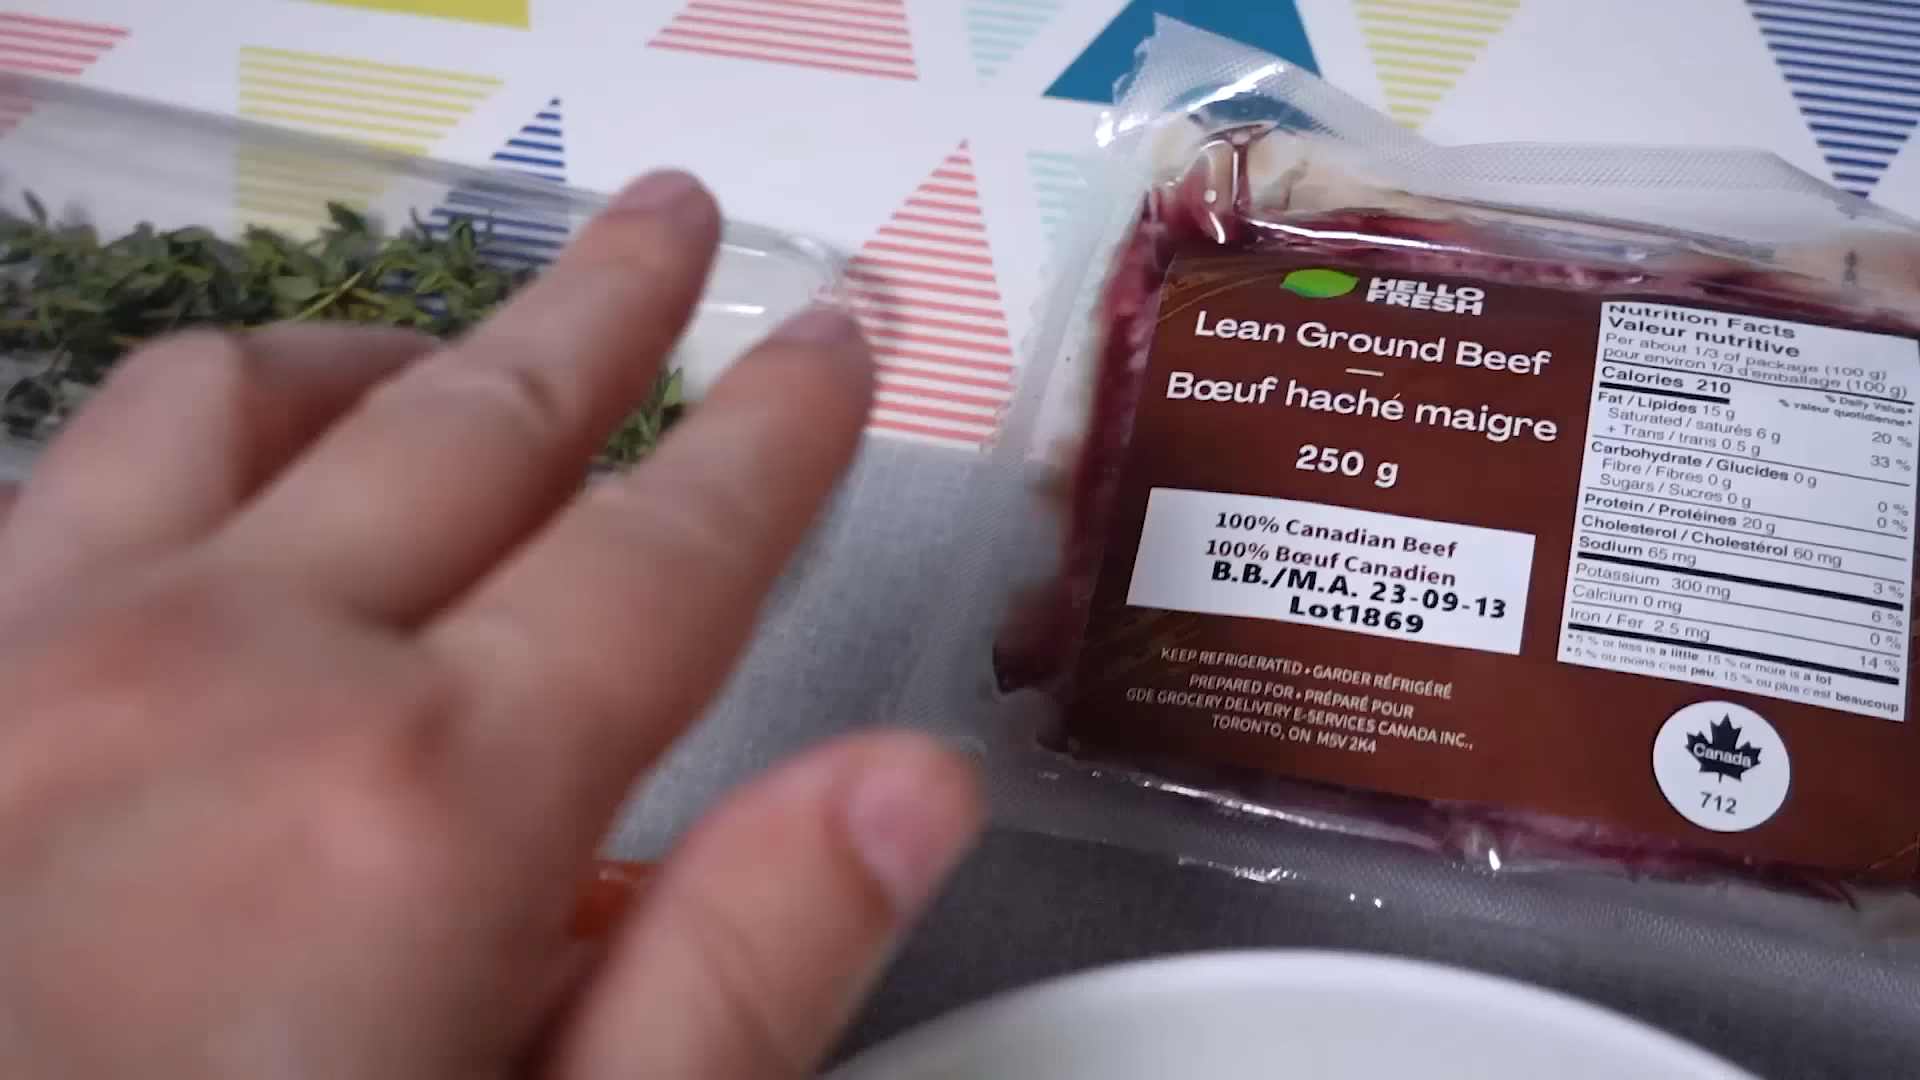 HELLO
FRESH
Lean Ground Beef
Bœuf haché maigre
250 g
100% Canadian Beef
100% Bœuf Canadien
B.B./M.A. 23-09-13
Lot1869
KEEP REFRIGERATED • GARDER RÉFRIGÉRÉ
PREPARED FOR • PRÉPARÉ POUR
GDE GROCERY DELIVERY E-SERVICES CANADA INC.,
TORONTO, ON M5V 2K4
Nutrition Facts
Valeur nutritive
Per about 1/3 of package (100 g)
pour environ 1/3 d'emballage (100 g)
Calories 210
% Daily Value*
% valeur quotidienne*
Fat / Lipides 15 g 20 %
Saturated / saturés 6 g
+ Trans / trans 0.5 g 33 %
Carbohydrate / Glucides 0 g
Fibre / Fibres 0 g 0 %
Sugars / Sucres 0 g 0 %
Protein / Protéines 20 g
Cholesterol / Cholestérol 60 mg
Sodium 65 mg 3 %
Potassium 300 mg 6 %
Calcium 0 mg 0 %
Iron / Fer 2.5 mg 14 %
*5 % or less is a little, 15 % or more is a lot
*5 % ou moins c'est peu, 15 % ou plus c'est beaucoup
Canada
712